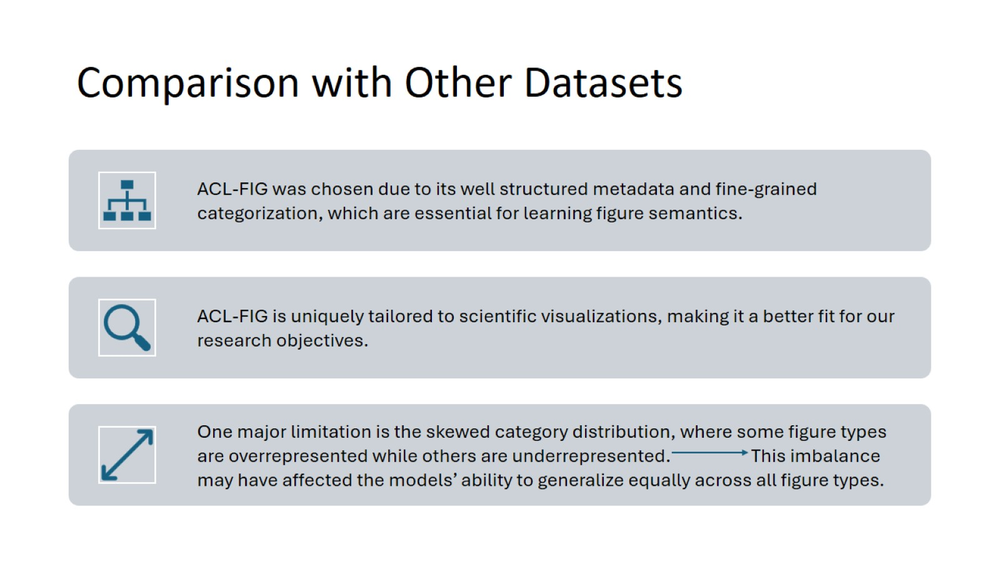 Comparison with Other Datasets
ACL-FIG was chosen due to its well structured metadata and fine-grained
categorization, which are essential for learning figure semantics.
ACL-FIG is uniquely tailored to scientific visualizations, making it a better fit for our
research objectives.
One major limitation is the skewed category distribution, where some figure types
are overrepresented while others are underrepresented. This imbalance
may have affected the models’ ability to generalize equally across all figure types.